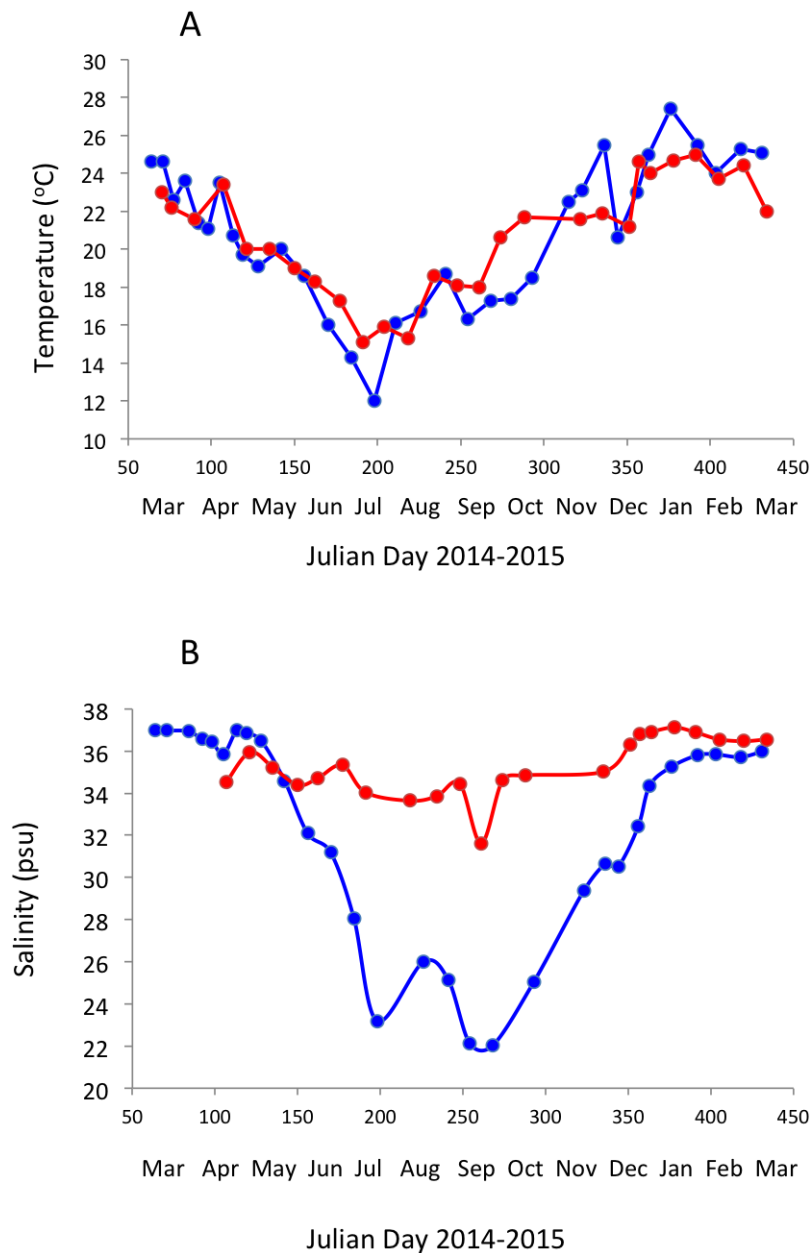 A
30
28
26
24
22
20
18
16
14
12
10
Temperature (oC)
50 100 150 200 250 300 350 400 450
Mar Apr May Jun Jul Aug Sep Oct Nov Dec Jan Feb Mar
Julian Day 2014-2015
B
38
36
34
32
30
28
26
24
22
20
Salinity (psu)
50 100 150 200 250 300 350 400 450
Mar Apr May Jun Jul Aug Sep Oct Nov Dec Jan Feb Mar
Julian Day 2014-2015